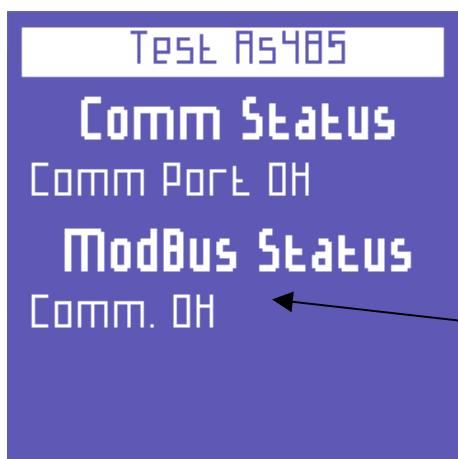 Test Rs485
Comm Status
Comm Port OK
ModBus Status
Comm. OK